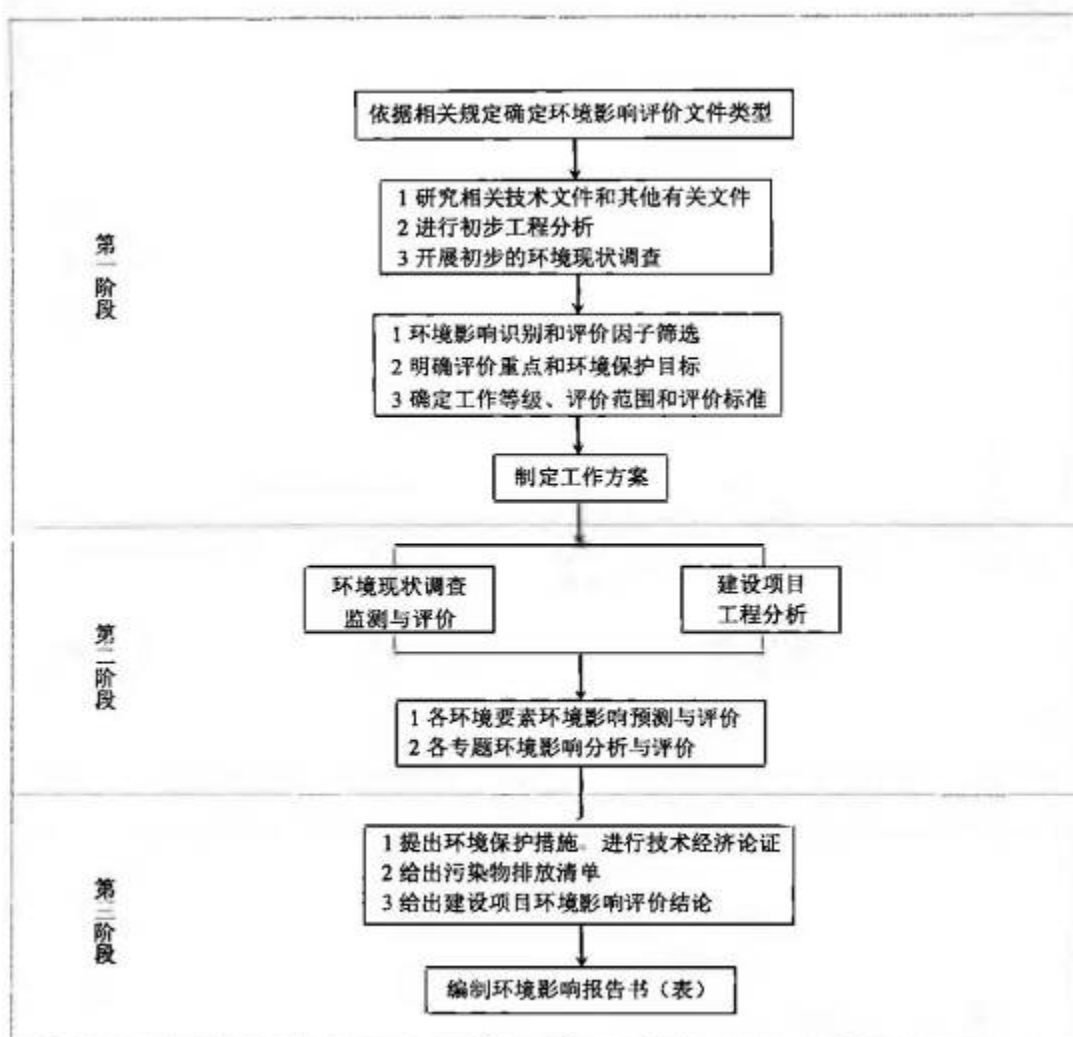 依据相关规定确定环境影响评价文件类型
1 研究相关技术文件和其他有关文件
2 进行初步工程分析
3 开展初步的环境现状调查
第一阶段
1 环境影响识别和评价因子筛选
2 明确评价重点和环境保护目标
3 确定工作等级、评价范围和评价标准
制定工作方案
环境现状调查
监测与评价
建设项目
工程分析
第二阶段
1 各环境要素环境影响预测与评价
2 各专题环境影响分析与评价
1 提出环境保护措施。进行技术经济论证
2 给出污染物排放清单
3 给出建设项目环境影响评价结论
第三阶段
编制环境影响报告书（表）